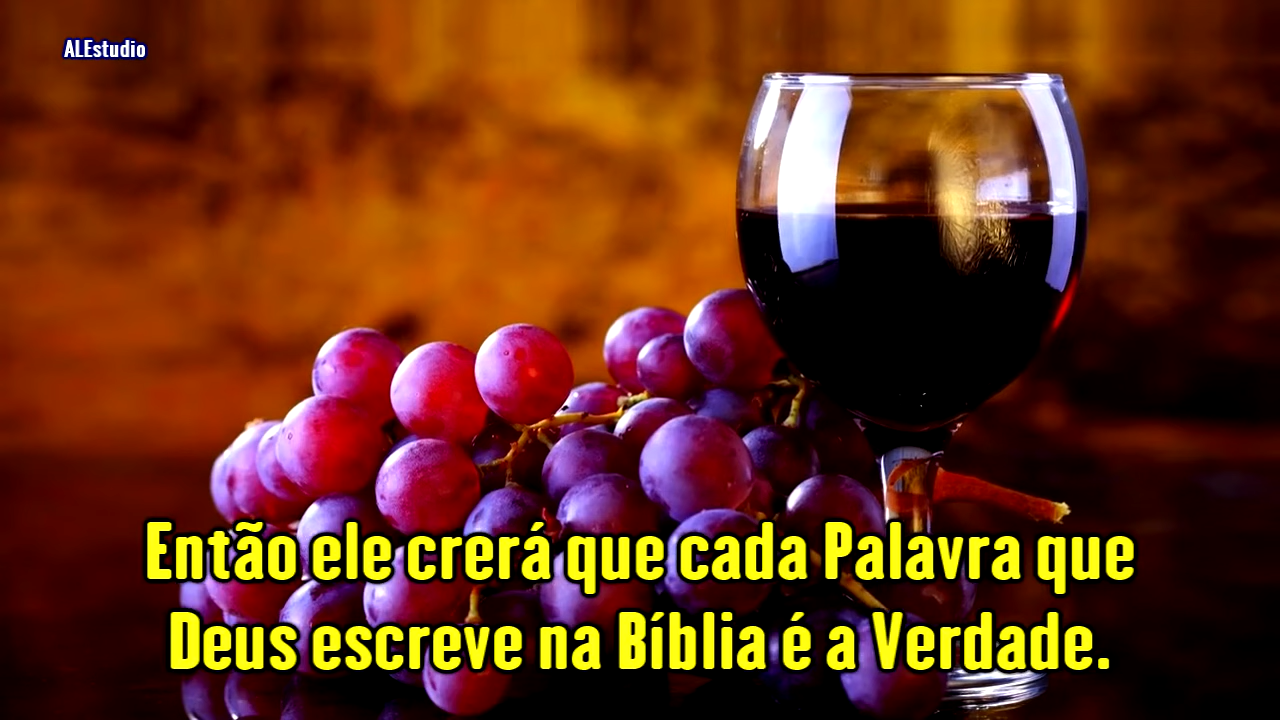 ALEstudio
Então ele crerá que cada Palavra que
Deus escreve na Bíblia é a Verdade.